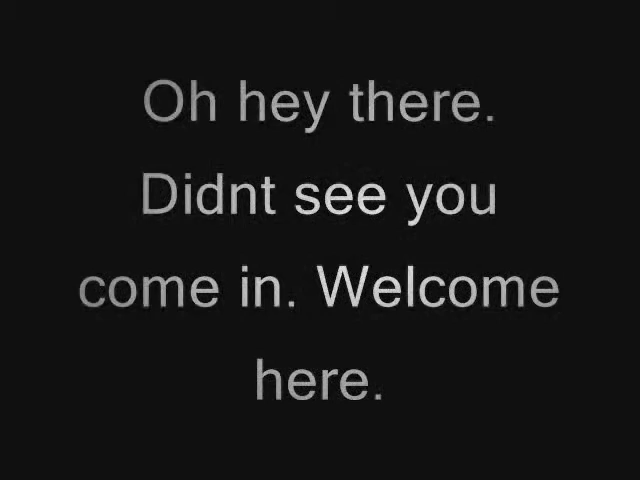 Oh hey there.
Didnt see you
come in. Welcome
here.